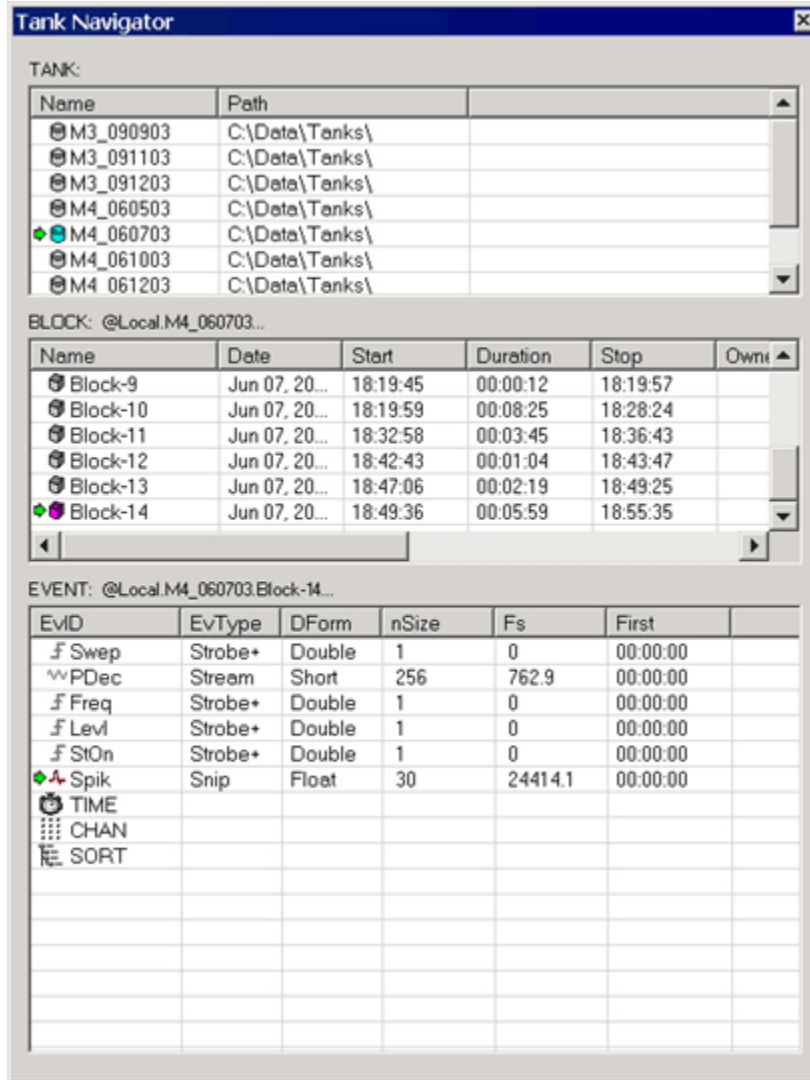 Tank Navigator
TANK:
Name Path
M3_090903 C:\Data\Tanks\
M3_091103 C:\Data\Tanks\
M3_091203 C:\Data\Tanks\
M4_060503 C:\Data\Tanks\
M4_060703 C:\Data\Tanks\
M4_061003 C:\Data\Tanks\
M4_061203 C:\Data\Tanks\
BLOCK: @Local.M4_060703...
Name Date Start Duration Stop Owne
Block-9 Jun 07, 20... 18:19:45 00:00:12 18:19:57
Block-10 Jun 07, 20... 18:19:59 00:08:25 18:28:24
Block-11 Jun 07, 20... 18:32:58 00:03:45 18:36:43
Block-12 Jun 07, 20... 18:42:43 00:01:04 18:43:47
Block-13 Jun 07, 20... 18:47:06 00:02:19 18:49:25
Block-14 Jun 07, 20... 18:49:36 00:05:59 18:55:35
EVENT: @Local.M4_060703.Block-14...
EvID EvType DForm nSize Fs First
Swep Strobe+ Double 1 0 00:00:00
PDec Stream Short 256 762.9 00:00:00
Freq Strobe+ Double 1 0 00:00:00
Levl Strobe+ Double 1 0 00:00:00
StOn Strobe+ Double 1 0 00:00:00
Spik Snip Float 30 24414.1 00:00:00
TIME
CHAN
SORT